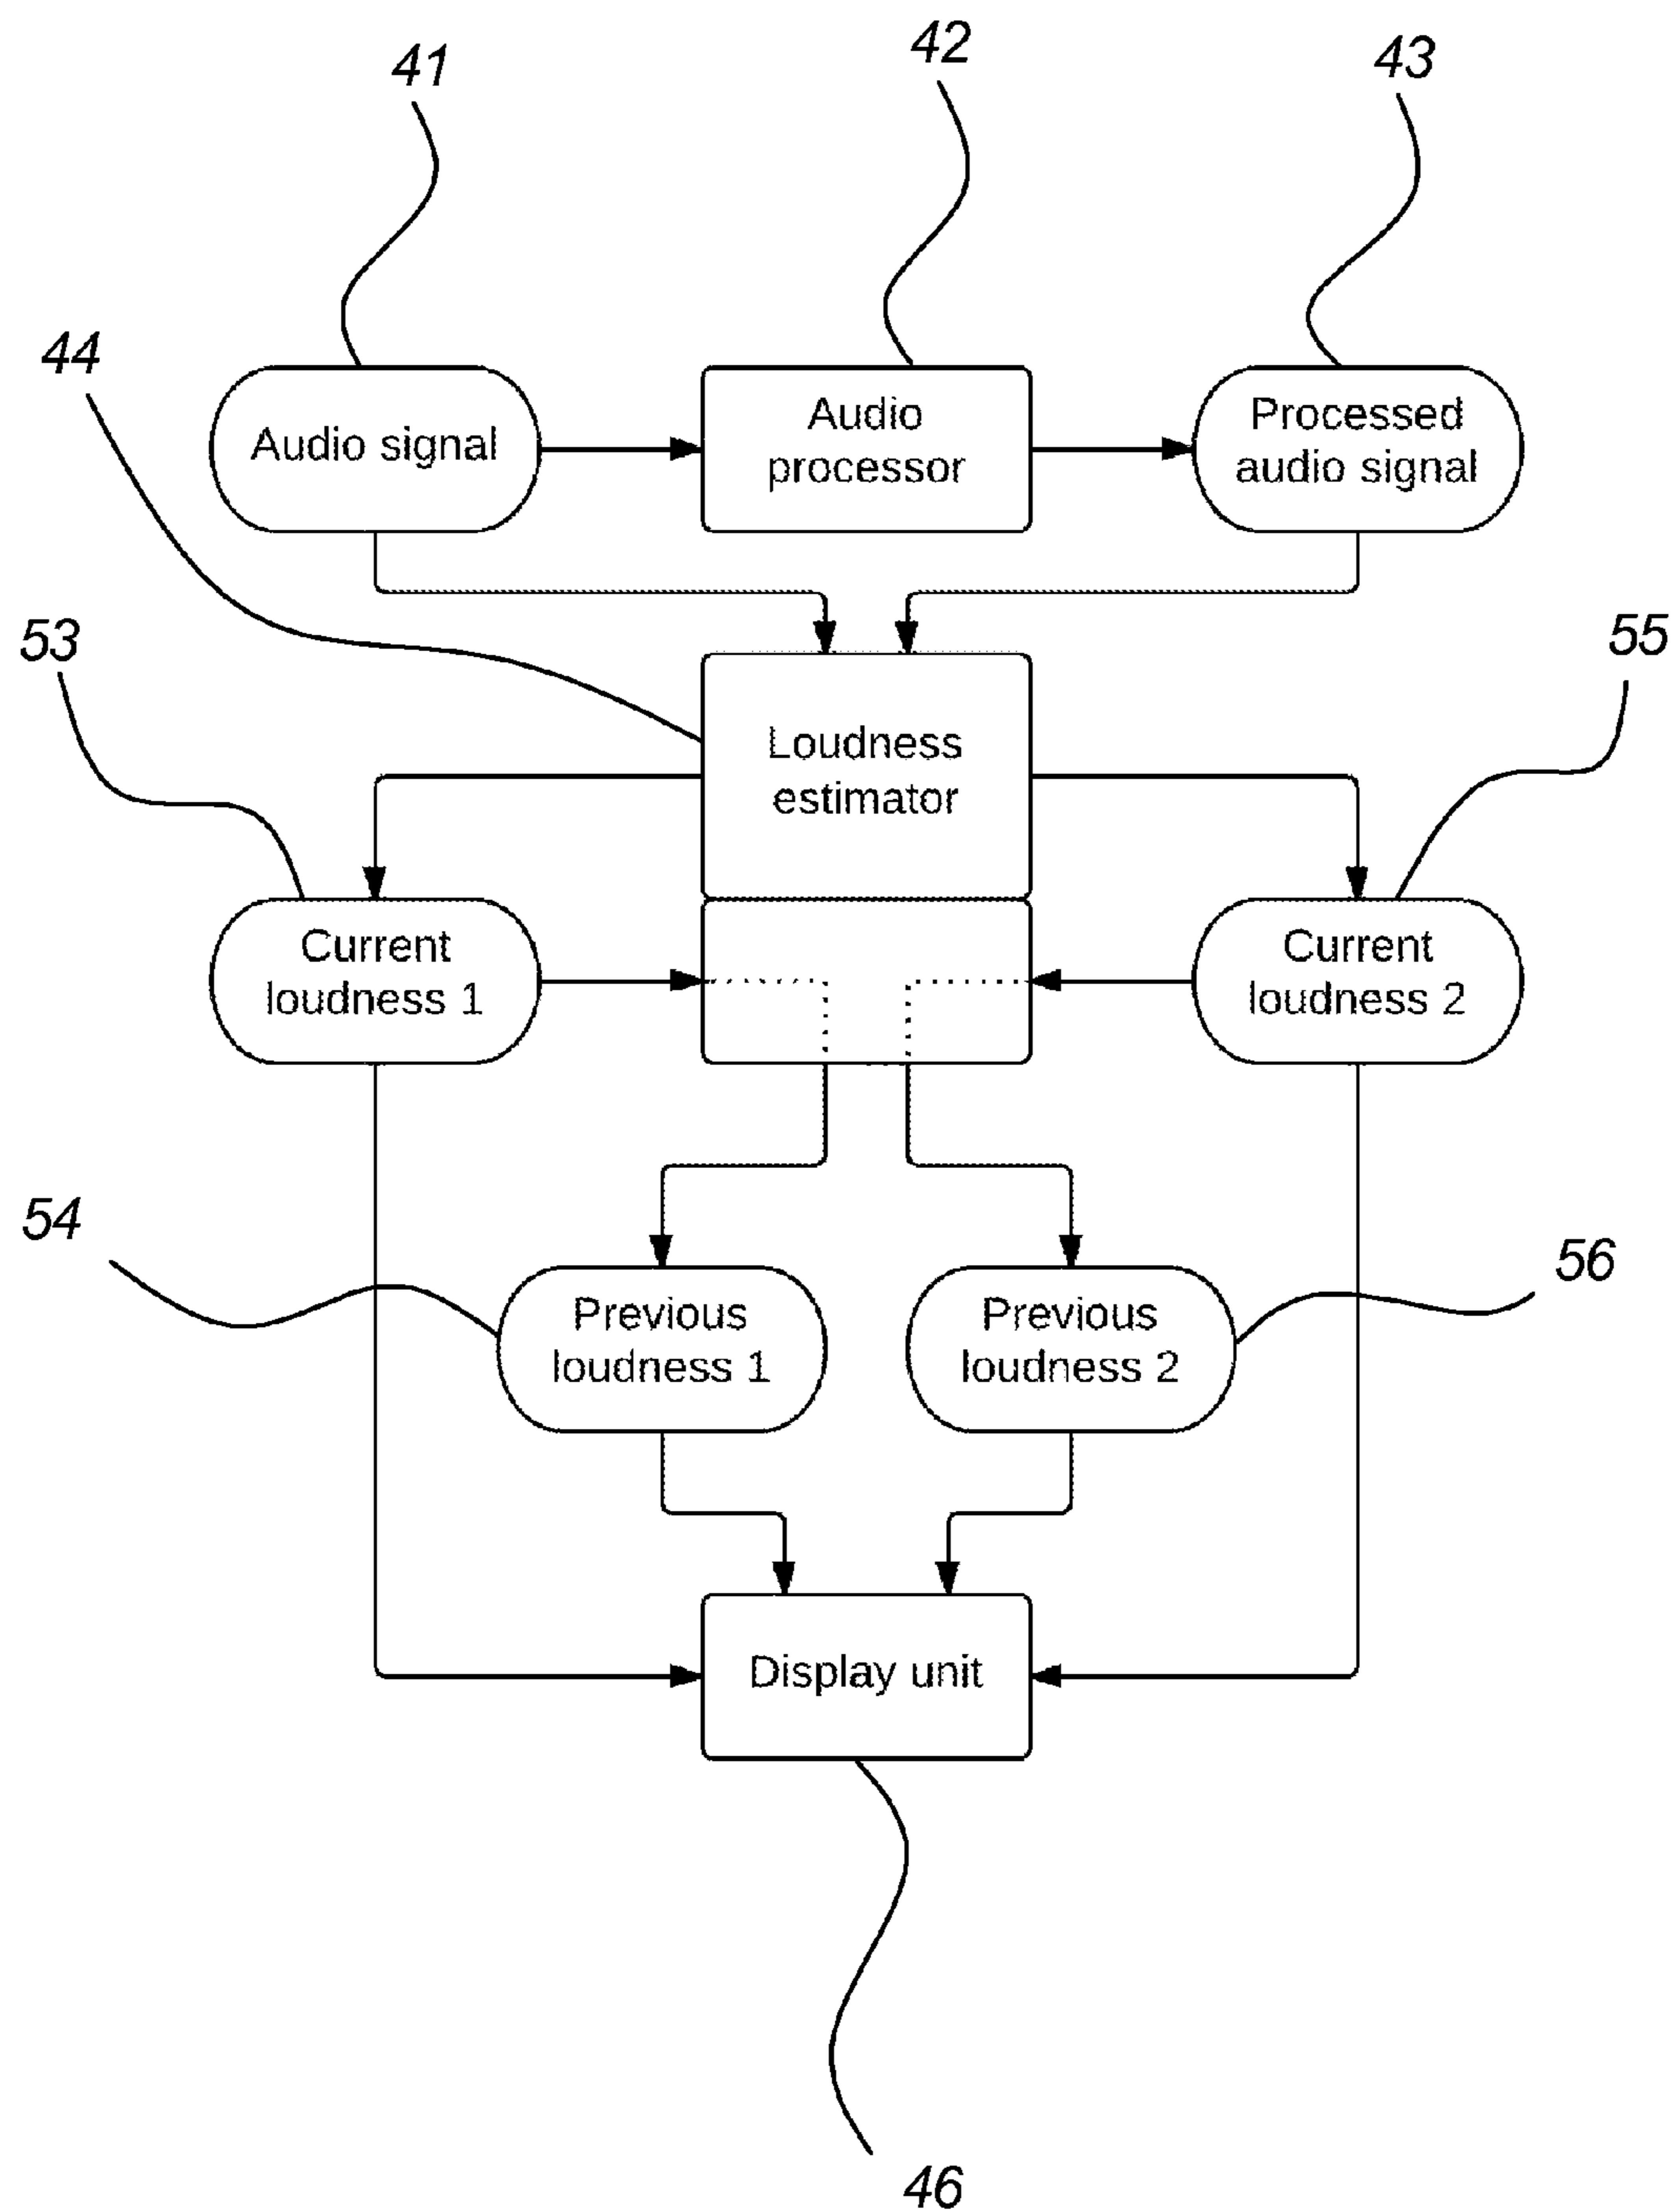 41
42
43
44
Audio signal
Audio
processor
Processed
audio signal
53
55
Loudness
estimator
Current
loudness 1
Current
loudness 2
54
56
Previous
loudness 1
Previous
loudness 2
Display unit
46